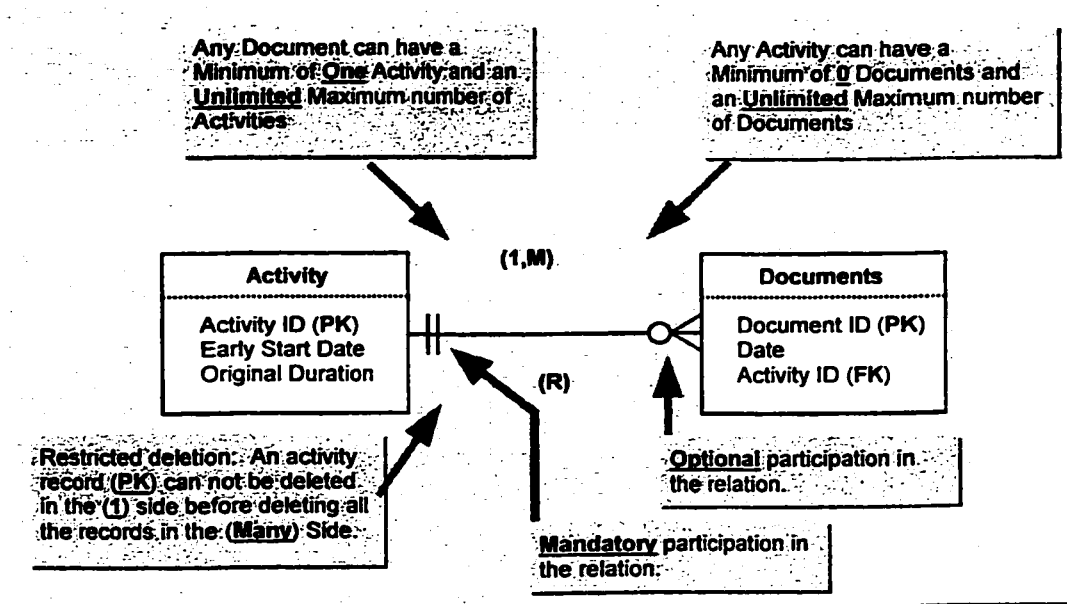 Any Document can have a
Minimum of One Activity and an
Unlimited Maximum number of
Activities
Any Activity can have a
Minimum of 0 Documents and
an Unlimited Maximum number
of Documents
(1,M)
Activity
Activity ID (PK)
Early Start Date
Original Duration
Documents
Document ID (PK)
Date
Activity ID (FK)
(R)
Restricted deletion: An activity
record (PK) can not be deleted
in the (1) side before deleting all
the records in the (Many) Side.
Optional participation in
the relation.
Mandatory participation in
the relation.